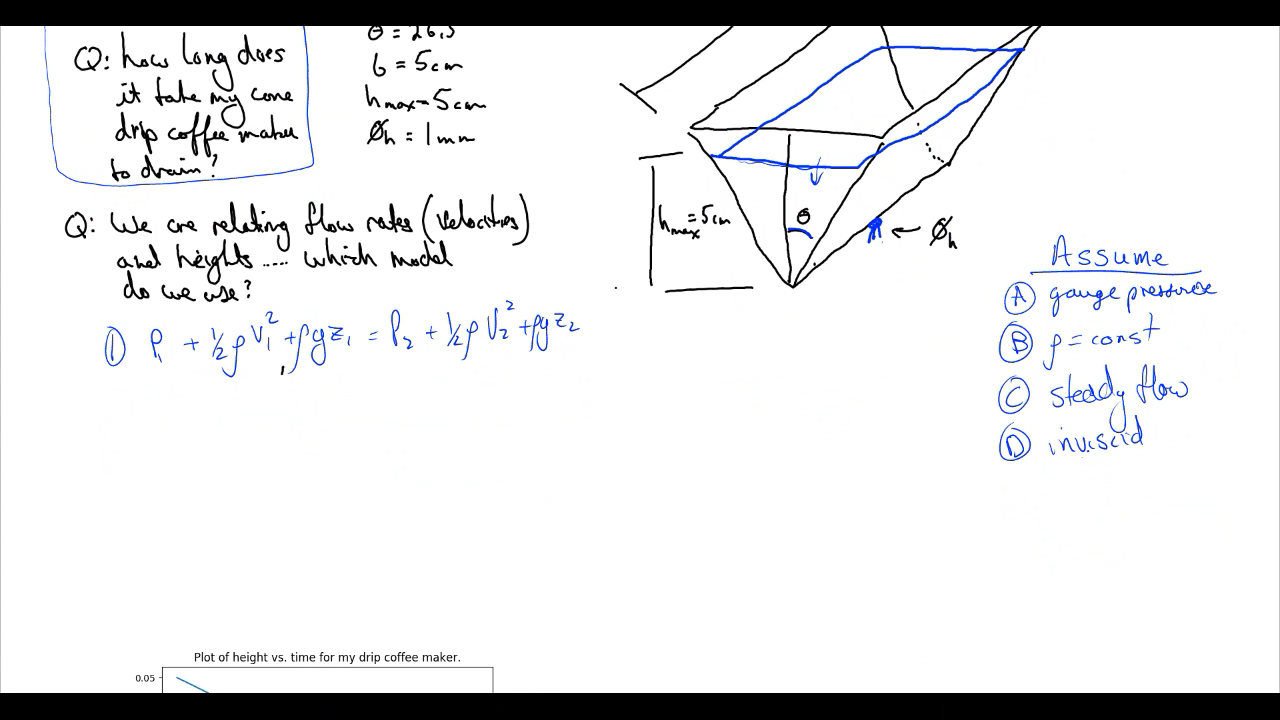 Q: how long does
it take my cone
drip coffee maker
to drain?
θ = 26,5
b = 5cm
hmax = 5cm
Øh = 1mm
Q: We are relating flow rates (velocities)
and heights ..... which model
do we use?
① P₁ + ½ρV₁² + ρgz₁ = P₂ + ½ρV₂² + ρgz₂
hmax = 5cm
θ
Øh
Assume
Ⓐ gauge pressure
Ⓑ ρ = const
Ⓒ steady flow
Ⓓ inviscid
Plot of height vs. time for my drip coffee maker.
0.05